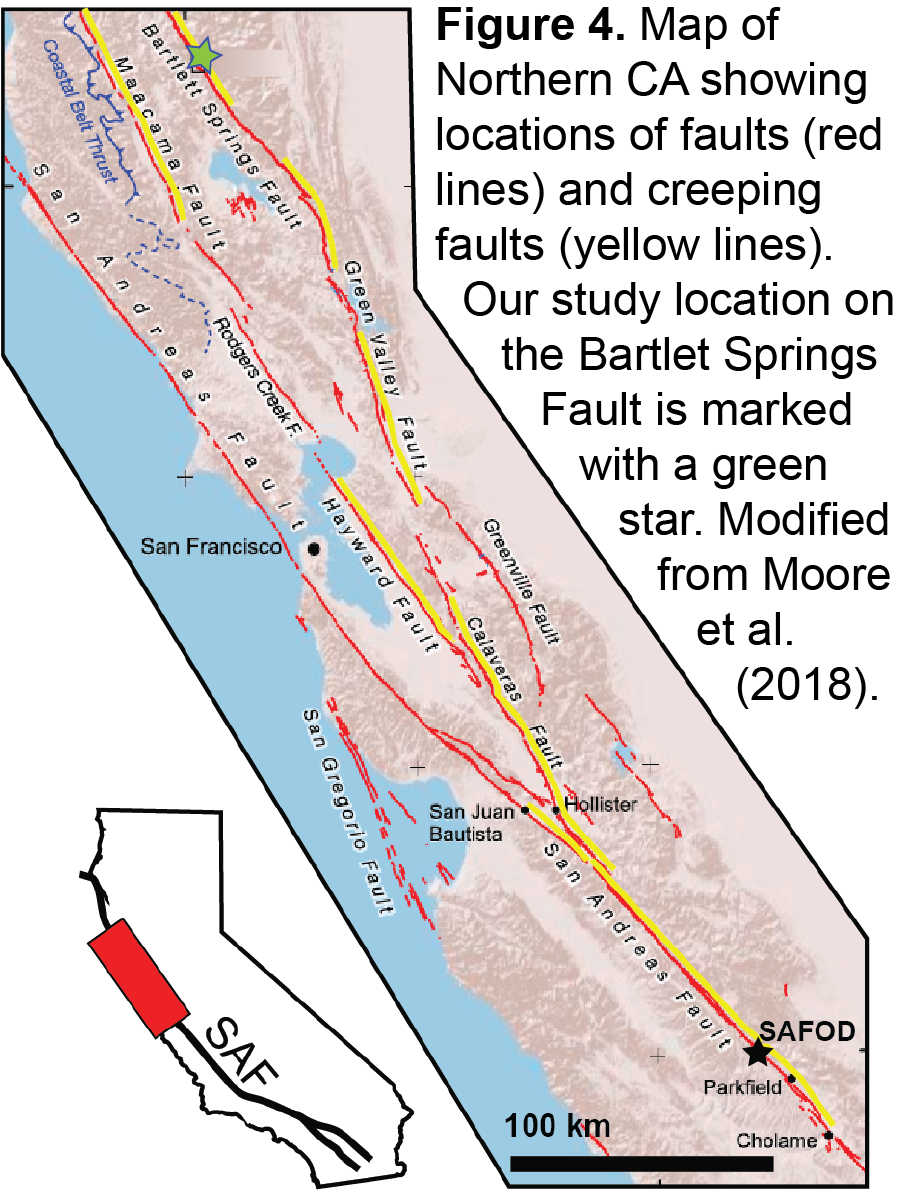 Figure 4. Map of
Northern CA showing
locations of faults (red
lines) and creeping
faults (yellow lines).
Our study location on
the Bartlet Springs
Fault is marked
with a green
star. Modified
from Moore
et al.
(2018).
Coastal Belt Thrust
Maacama Fault
Bartlett Springs Fault
San Andreas Fault
Green Valley Fault
Rodgers Creek F.
San Francisco
Hayward Fault
Greenville Fault
Calaveras Fault
San Gregorio Fault
San Juan
Bautista
Hollister
San Andreas Fault
SAFOD
Parkfield
Cholame
100 km
SAF